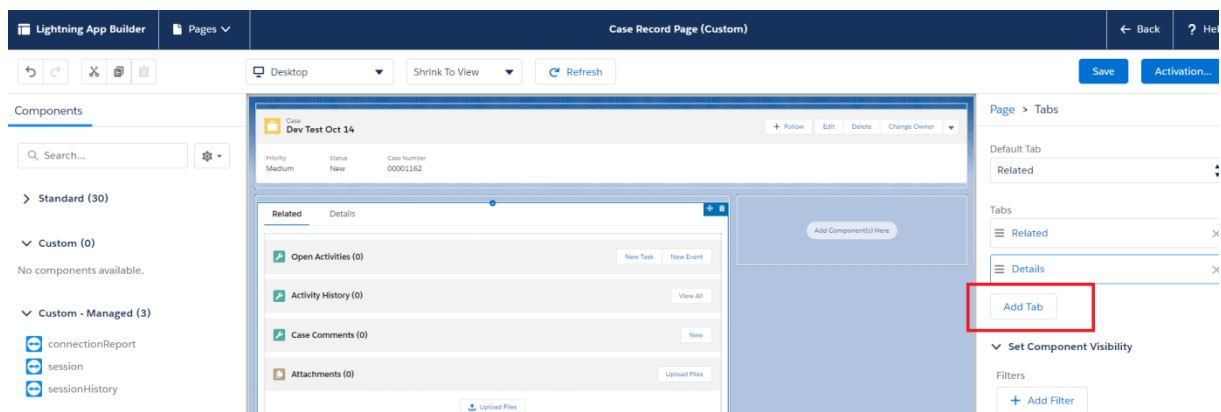 Lightning App Builder
Pages
Case Record Page (Custom)
Back
? Hel
Desktop
Shrink To View
Refresh
Save
Activation...
Components
Search...
Standard (30)
Custom (0)
No components available.
Custom - Managed (3)
connectionReport
session
sessionHistory
Case
Dev Test Oct 14
+ Follow
Edit
Delete
Change Owner
Priority
Status
Case Number
Medium
New
00001162
Related
Details
Open Activities (0)
New Task
New Event
Activity History (0)
View All
Case Comments (0)
New
Attachments (0)
Upload Files
Upload Files
Add Component(s) Here
Page > Tabs
Default Tab
Related
Tabs
Related
Details
Add Tab
Set Component Visibility
Filters
+ Add Filter